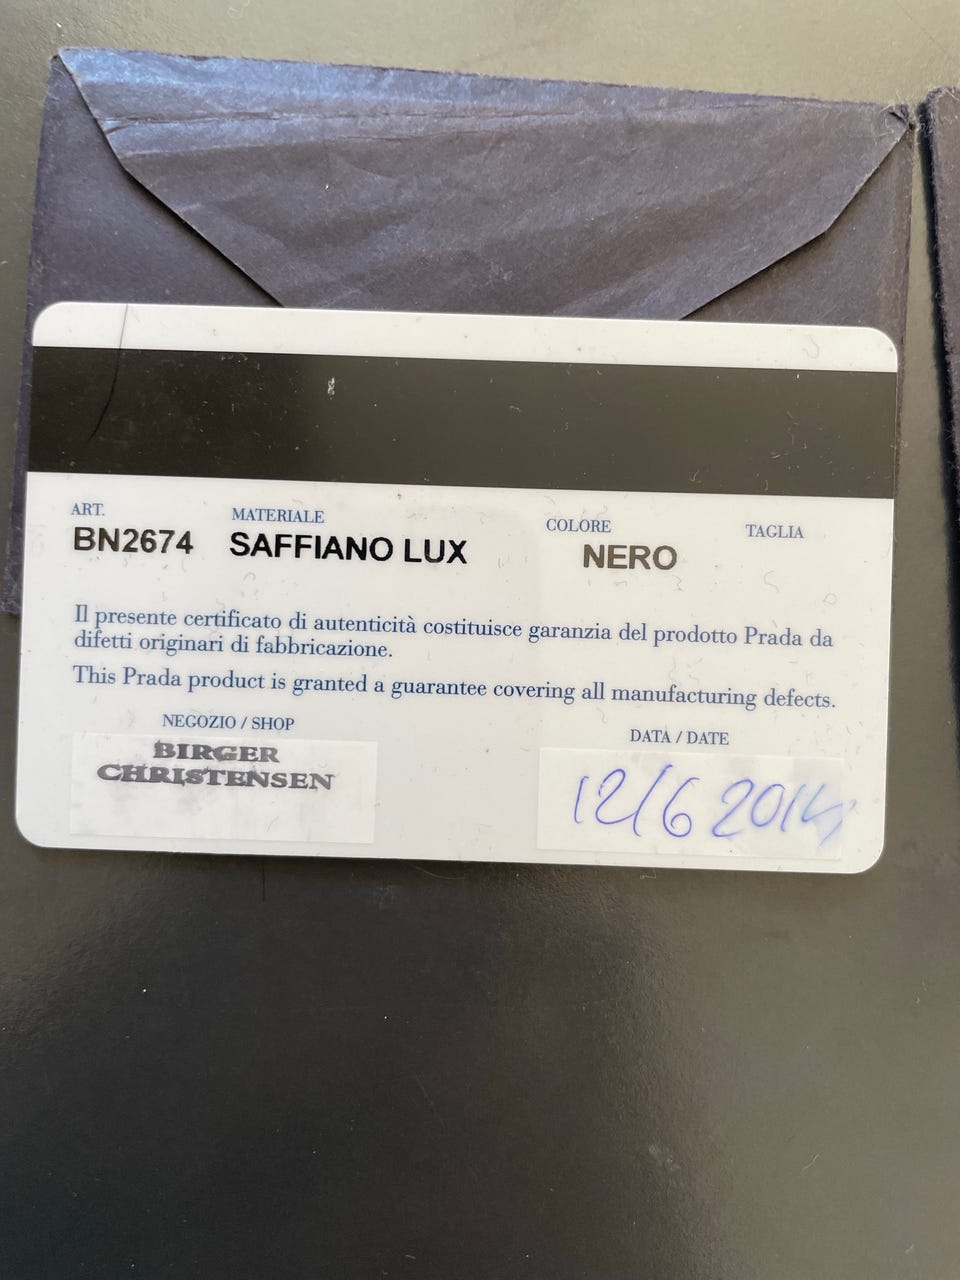 ART. MATERIALE COLORE TAGLIA
BN2674 SAFFIANO LUX NERO
Il presente certificato di autenticità costituisce garanzia del prodotto Prada da
difetti originari di fabbricazione.
This Prada product is granted a guarantee covering all manufacturing defects.
NEGOZIO / SHOP DATA / DATE
BIRGER
CHRISTENSEN
12/6 2014